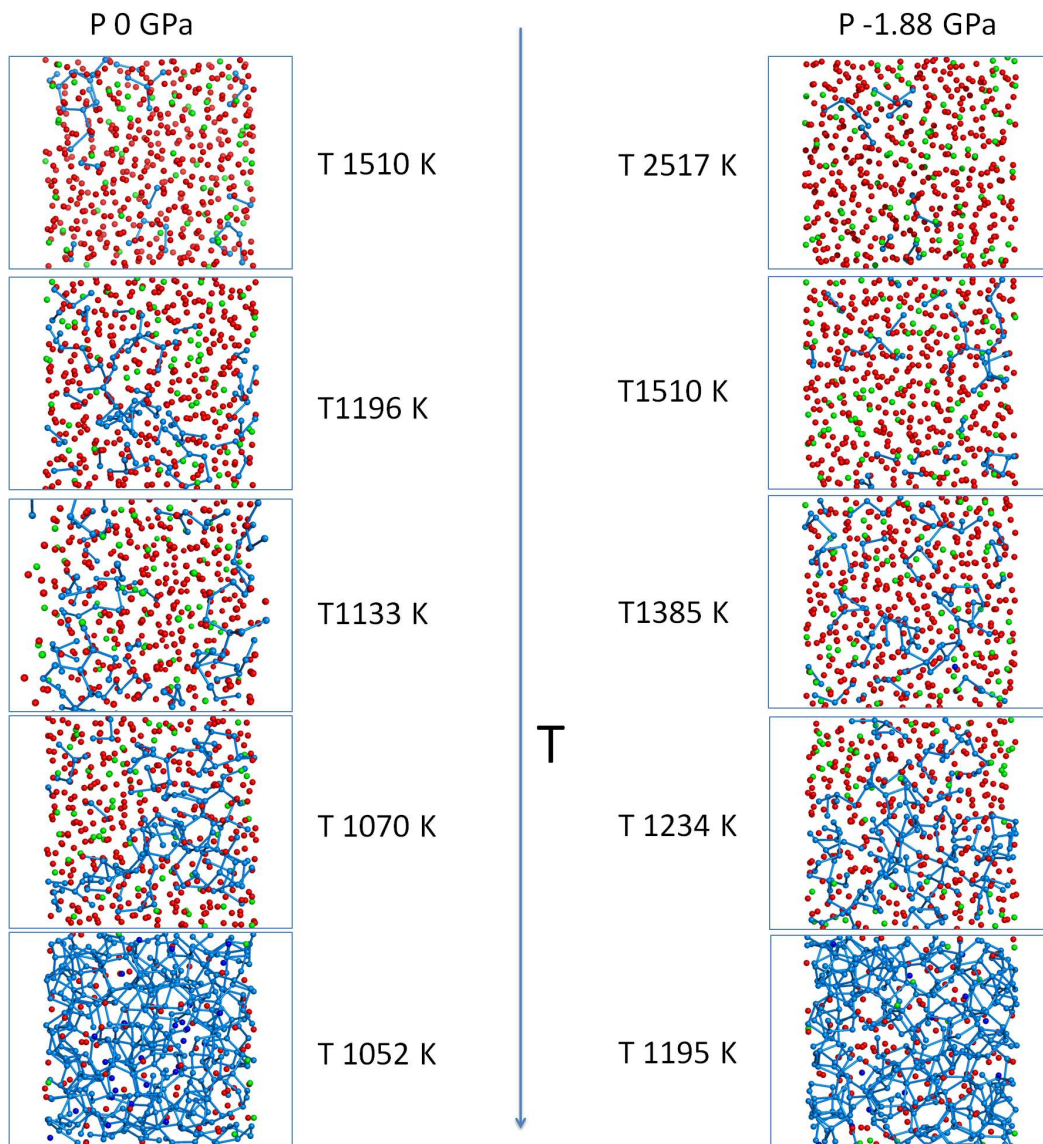 P 0 GPa
P -1.88 GPa
T 1510 K
T 2517 K
T1196 K
T1510 K
T1133 K
T1385 K
T
T 1070 K
T 1234 K
T 1052 K
T 1195 K